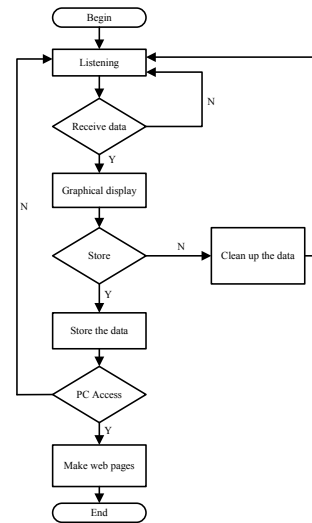 Begin
Listening
N
Receive data
Y
Graphical display
N
Store
N
Clean up the data
Y
Store the data
PC Access
Y
Make web pages
End